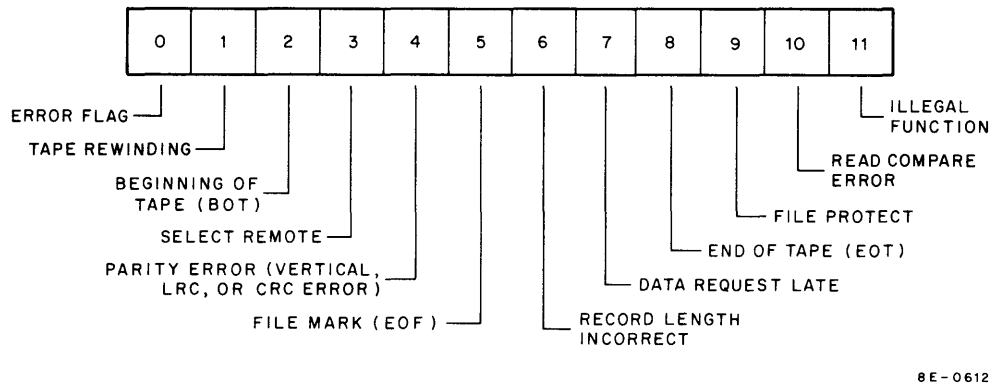 0 1 2 3 4 5 6 7 8 9 10 11
ERROR FLAG
TAPE REWINDING
BEGINNING OF
TAPE (BOT)
SELECT REMOTE
PARITY ERROR (VERTICAL,
LRC, OR CRC ERROR)
FILE MARK (EOF)
ILLEGAL
FUNCTION
READ COMPARE
ERROR
FILE PROTECT
END OF TAPE (EOT)
DATA REQUEST LATE
RECORD LENGTH
INCORRECT
8E-0612